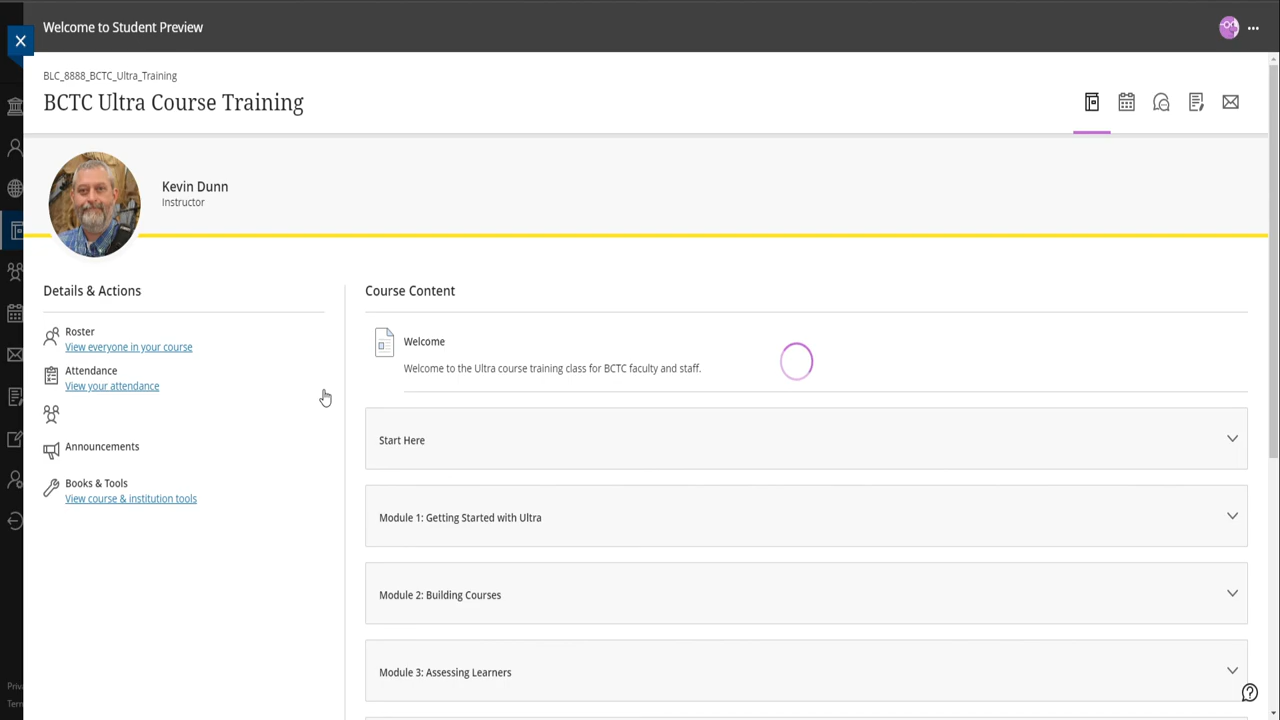 Welcome to Student Preview
BLC_8888_BCTC_Ultra_Training
BCTC Ultra Course Training
Kevin Dunn
Instructor
Details & Actions
Roster
View everyone in your course
Attendance
View your attendance
Announcements
Books & Tools
View course & institution tools
Course Content
Welcome
Welcome to the Ultra course training class for BCTC faculty and staff.
Start Here
Module 1: Getting Started with Ultra
Module 2: Building Courses
Module 3: Assessing Learners